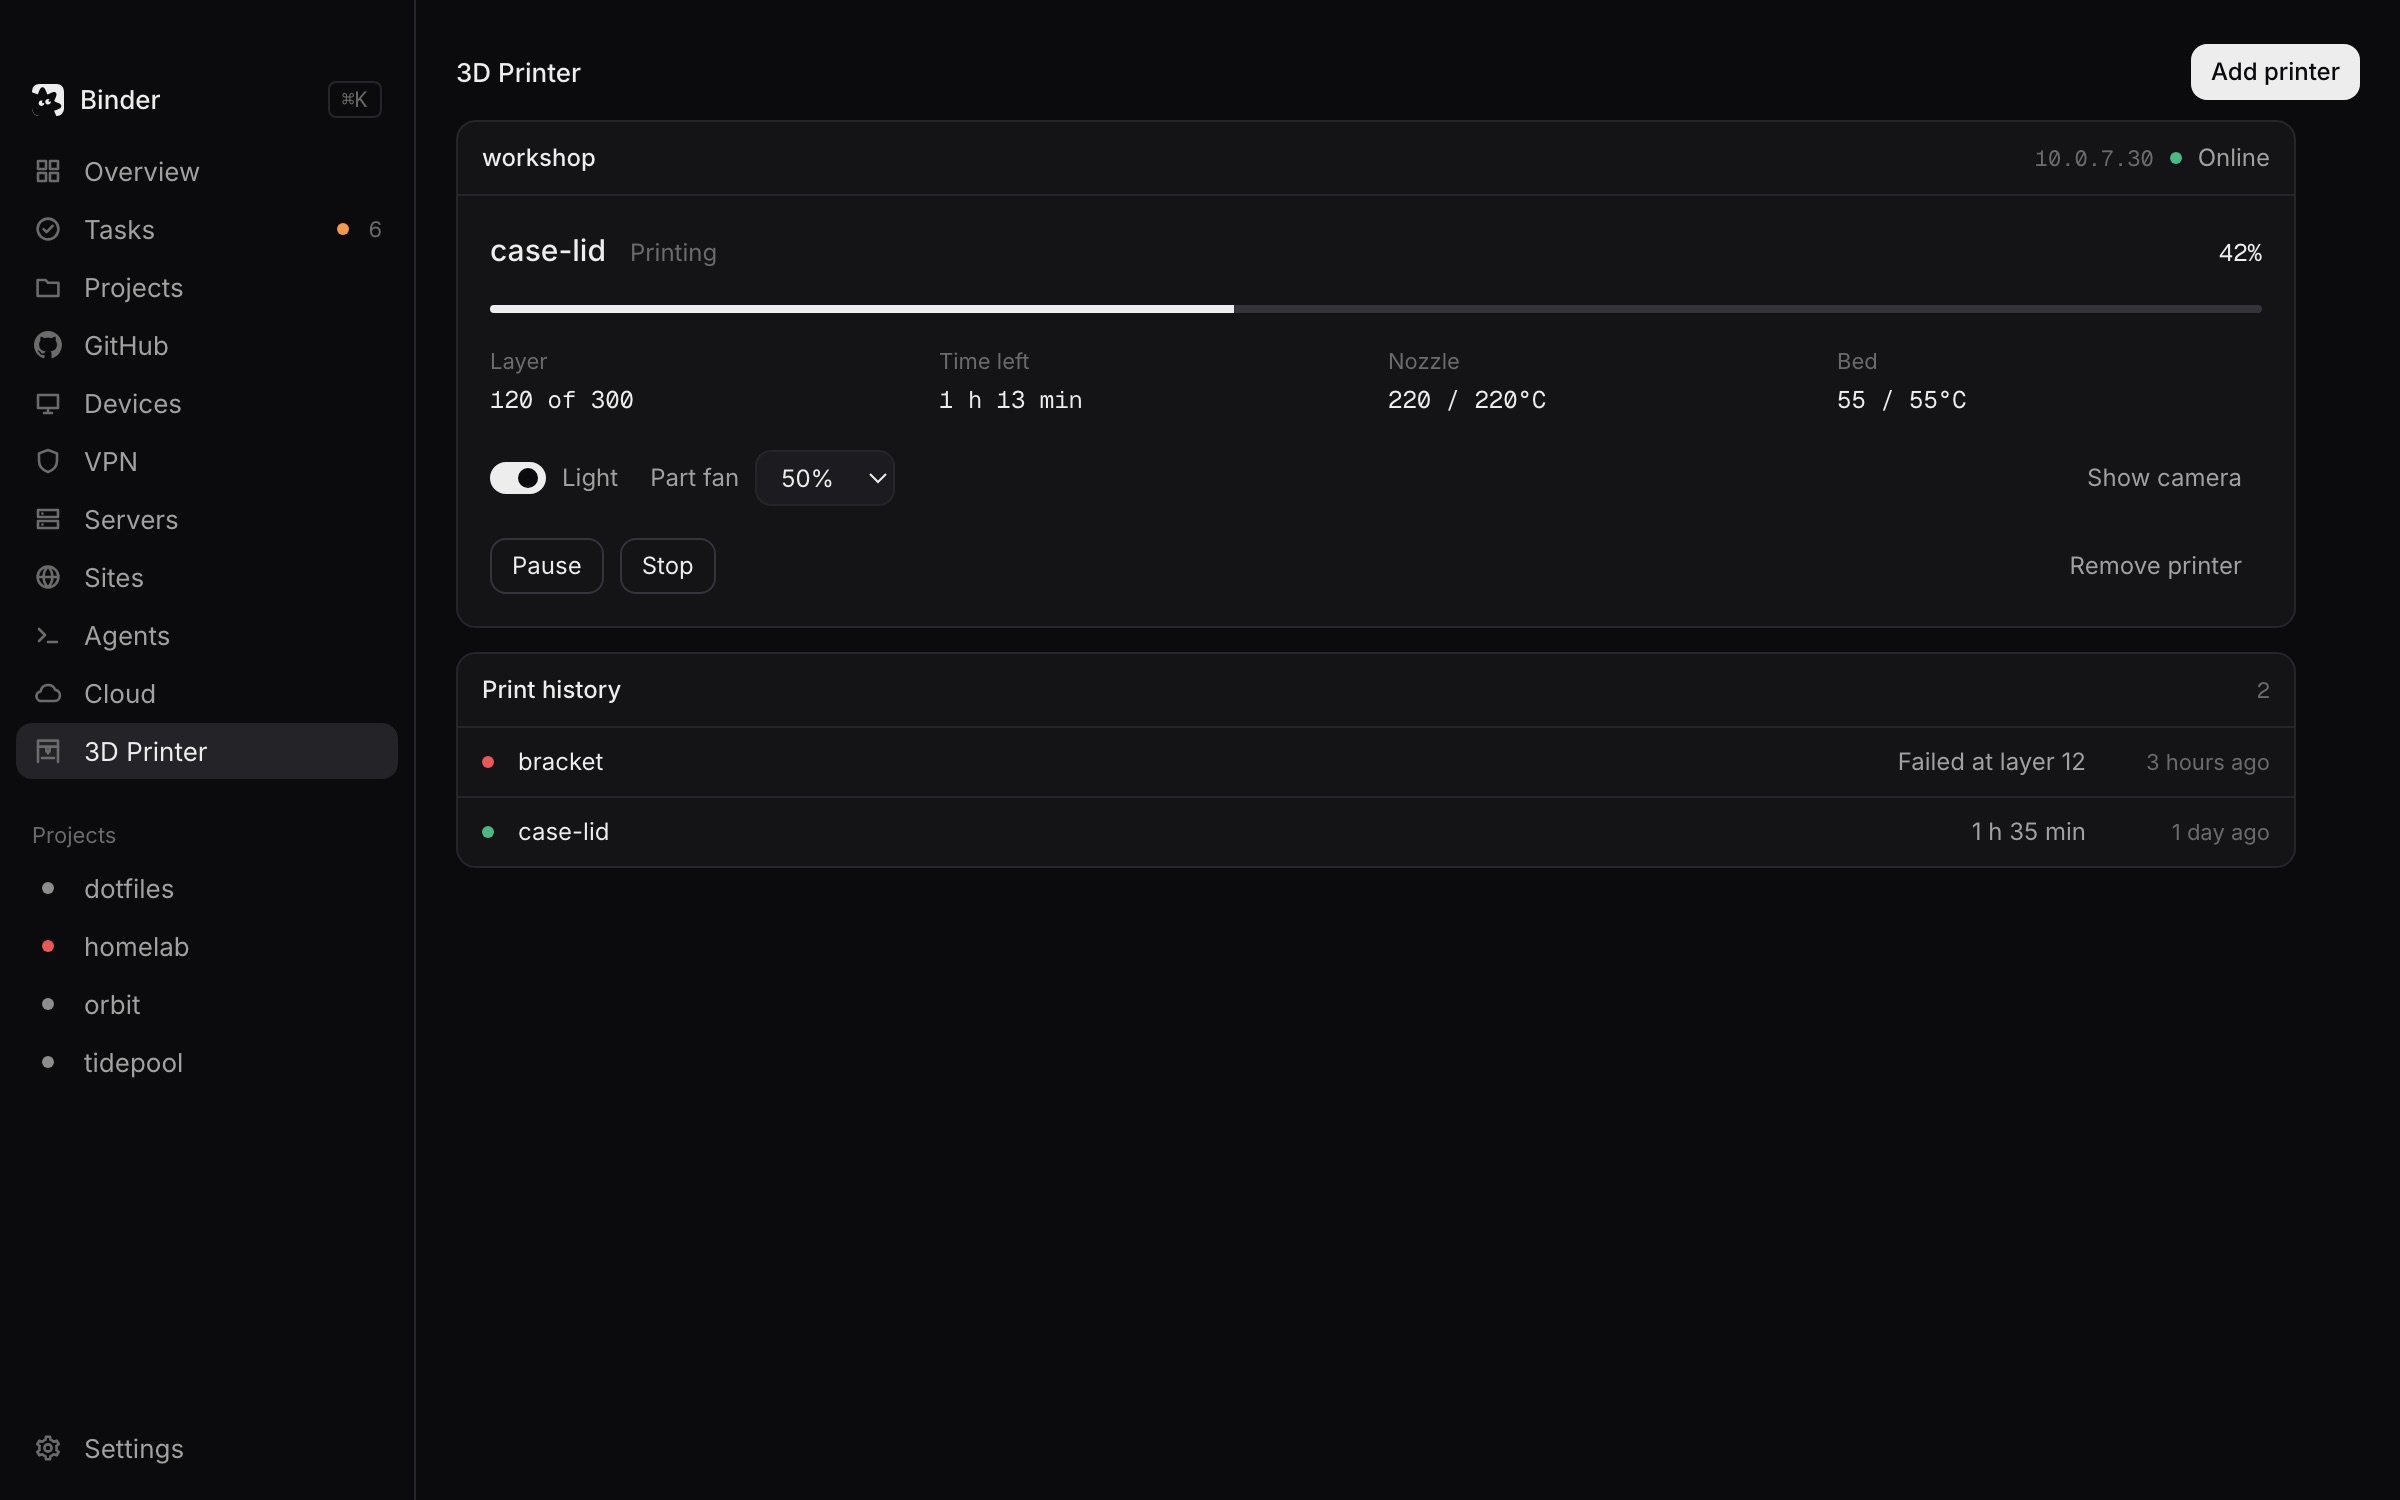 Binder
⌘K
Overview
Tasks 6
Projects
GitHub
Devices
VPN
Servers
Sites
Agents
Cloud
3D Printer
Projects
dotfiles
homelab
orbit
tidepool
Settings
3D Printer
Add printer
workshop 10.0.7.30 Online
case-lid Printing 42%
Layer Time left Nozzle Bed
120 of 300 1 h 13 min 220 / 220°C 55 / 55°C
Light Part fan 50% Show camera
Pause Stop Remove printer
Print history 2
bracket Failed at layer 12 3 hours ago
case-lid 1 h 35 min 1 day ago